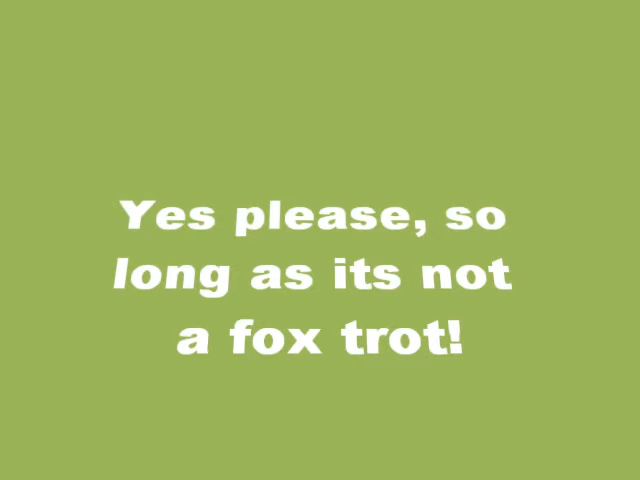 Yes please, so
long as its not
a fox trot!